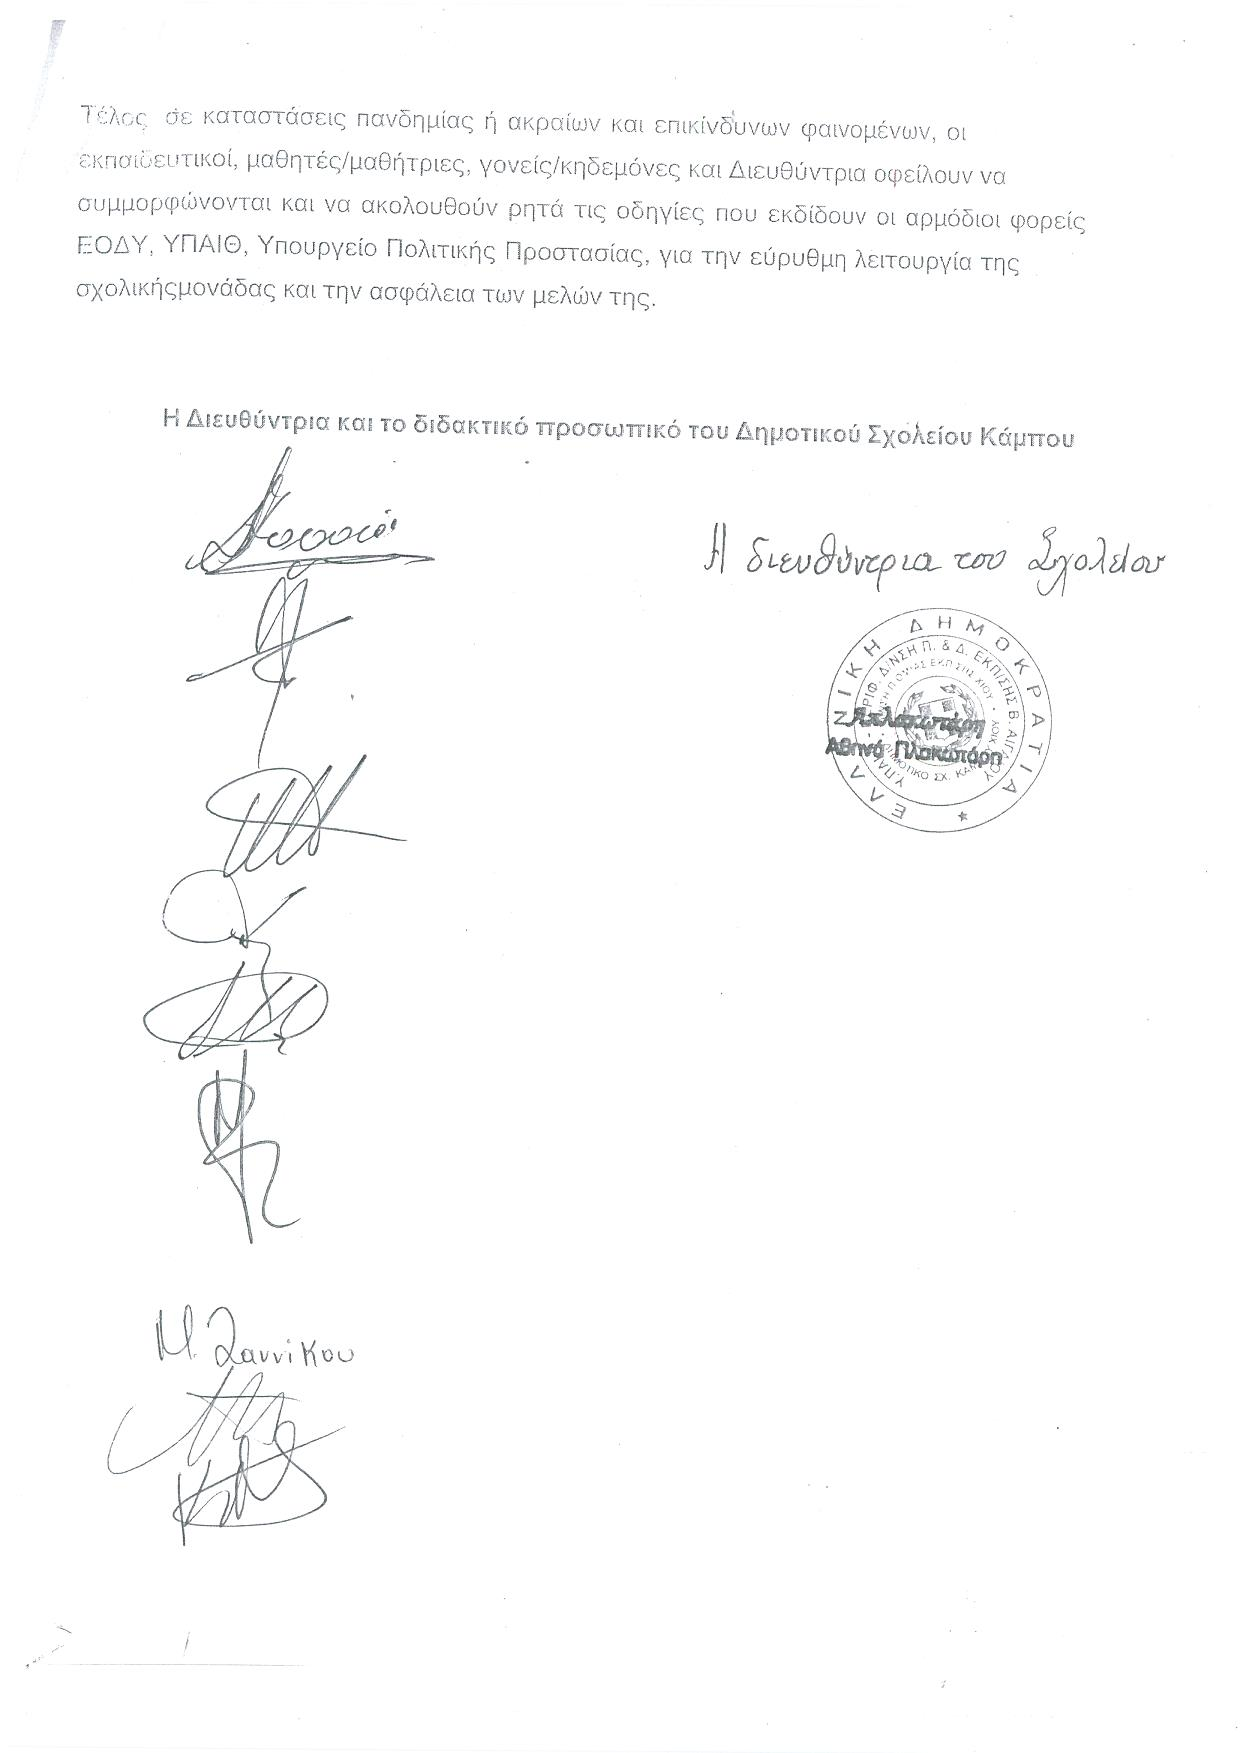 Τέλος σε καταστάσεις πανδημίας ή ακραίων και επικίνδυνων φαινομένων, οι
εκπαιδευτικοί, μαθητές/μαθήτριες, γονείς/κηδεμόνες και Διευθύντρια οφείλουν να
συμμορφώνονται και να ακολουθούν ρητά τις οδηγίες που εκδίδουν οι αρμόδιοι φορείς
ΕΟΔΥ, ΥΠΑΙΘ, Υπουργείο Πολιτικής Προστασίας, για την εύρυθμη λειτουργία της
σχολικήςμονάδας και την ασφάλεια των μελών της.
Η Διευθύντρια και το διδακτικό προσωπικό του Δημοτικού Σχολείου Κάμπου
Η διευθύντρια του Σχολείου
ΕΛΛΗΝΙΚΗ ΔΗΜΟΚΡΑΤΙΑ
Αθηνά Πλακωτάρη
Μ. Ζαννίκου